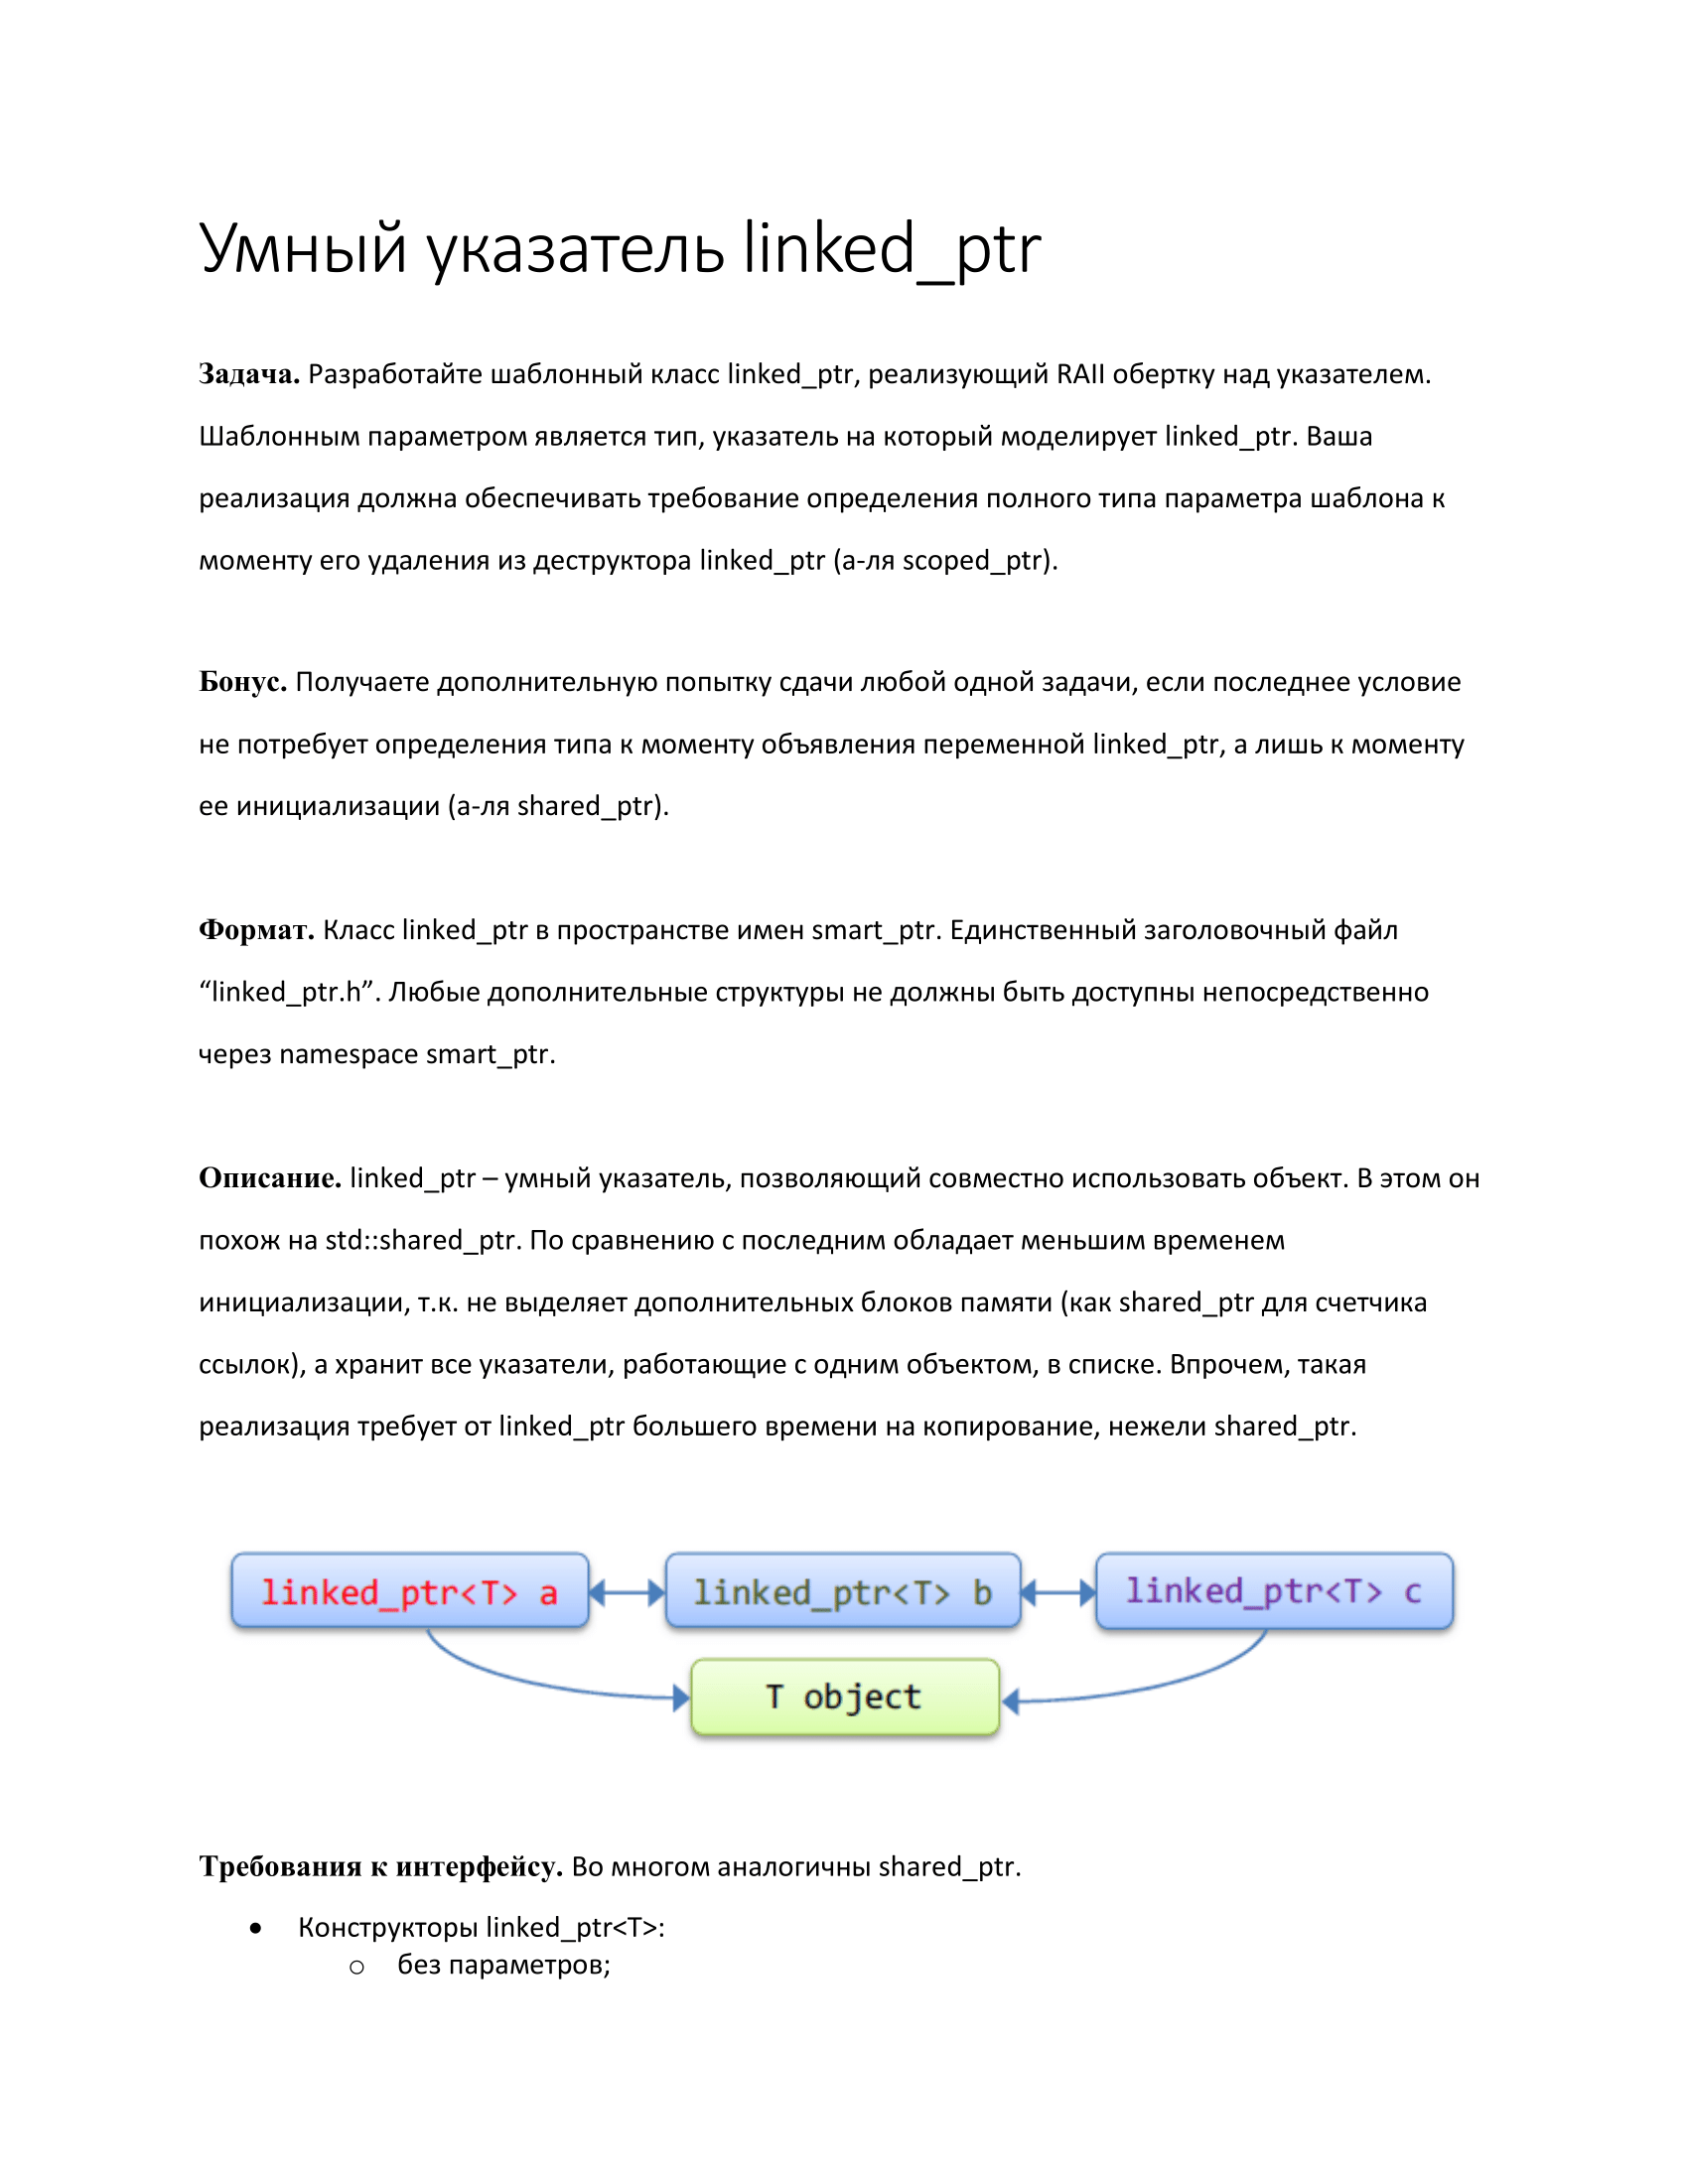 Умный указатель linked_ptr
Задача. Разработайте шаблонный класс linked_ptr, реализующий RAII обертку над указателем.
Шаблонным параметром является тип, указатель на который моделирует linked_ptr. Ваша
реализация должна обеспечивать требование определения полного типа параметра шаблона к
моменту его удаления из деструктора linked_ptr (а-ля scoped_ptr).
Бонус. Получаете дополнительную попытку сдачи любой одной задачи, если последнее условие
не потребует определения типа к моменту объявления переменной linked_ptr, а лишь к моменту
ее инициализации (а-ля shared_ptr).
Формат. Класс linked_ptr в пространстве имен smart_ptr. Единственный заголовочный файл
“linked_ptr.h”. Любые дополнительные структуры не должны быть доступны непосредственно
через namespace smart_ptr.
Описание. linked_ptr – умный указатель, позволяющий совместно использовать объект. В этом он
похож на std::shared_ptr. По сравнению с последним обладает меньшим временем
инициализации, т.к. не выделяет дополнительных блоков памяти (как shared_ptr для счетчика
ссылок), а хранит все указатели, работающие с одним объектом, в списке. Впрочем, такая
реализация требует от linked_ptr большего времени на копирование, нежели shared_ptr.
linked_ptr<T> a linked_ptr<T> b linked_ptr<T> c
T object
Требования к интерфейсу. Во многом аналогичны shared_ptr.
• Конструкторы linked_ptr<T>:
o без параметров;